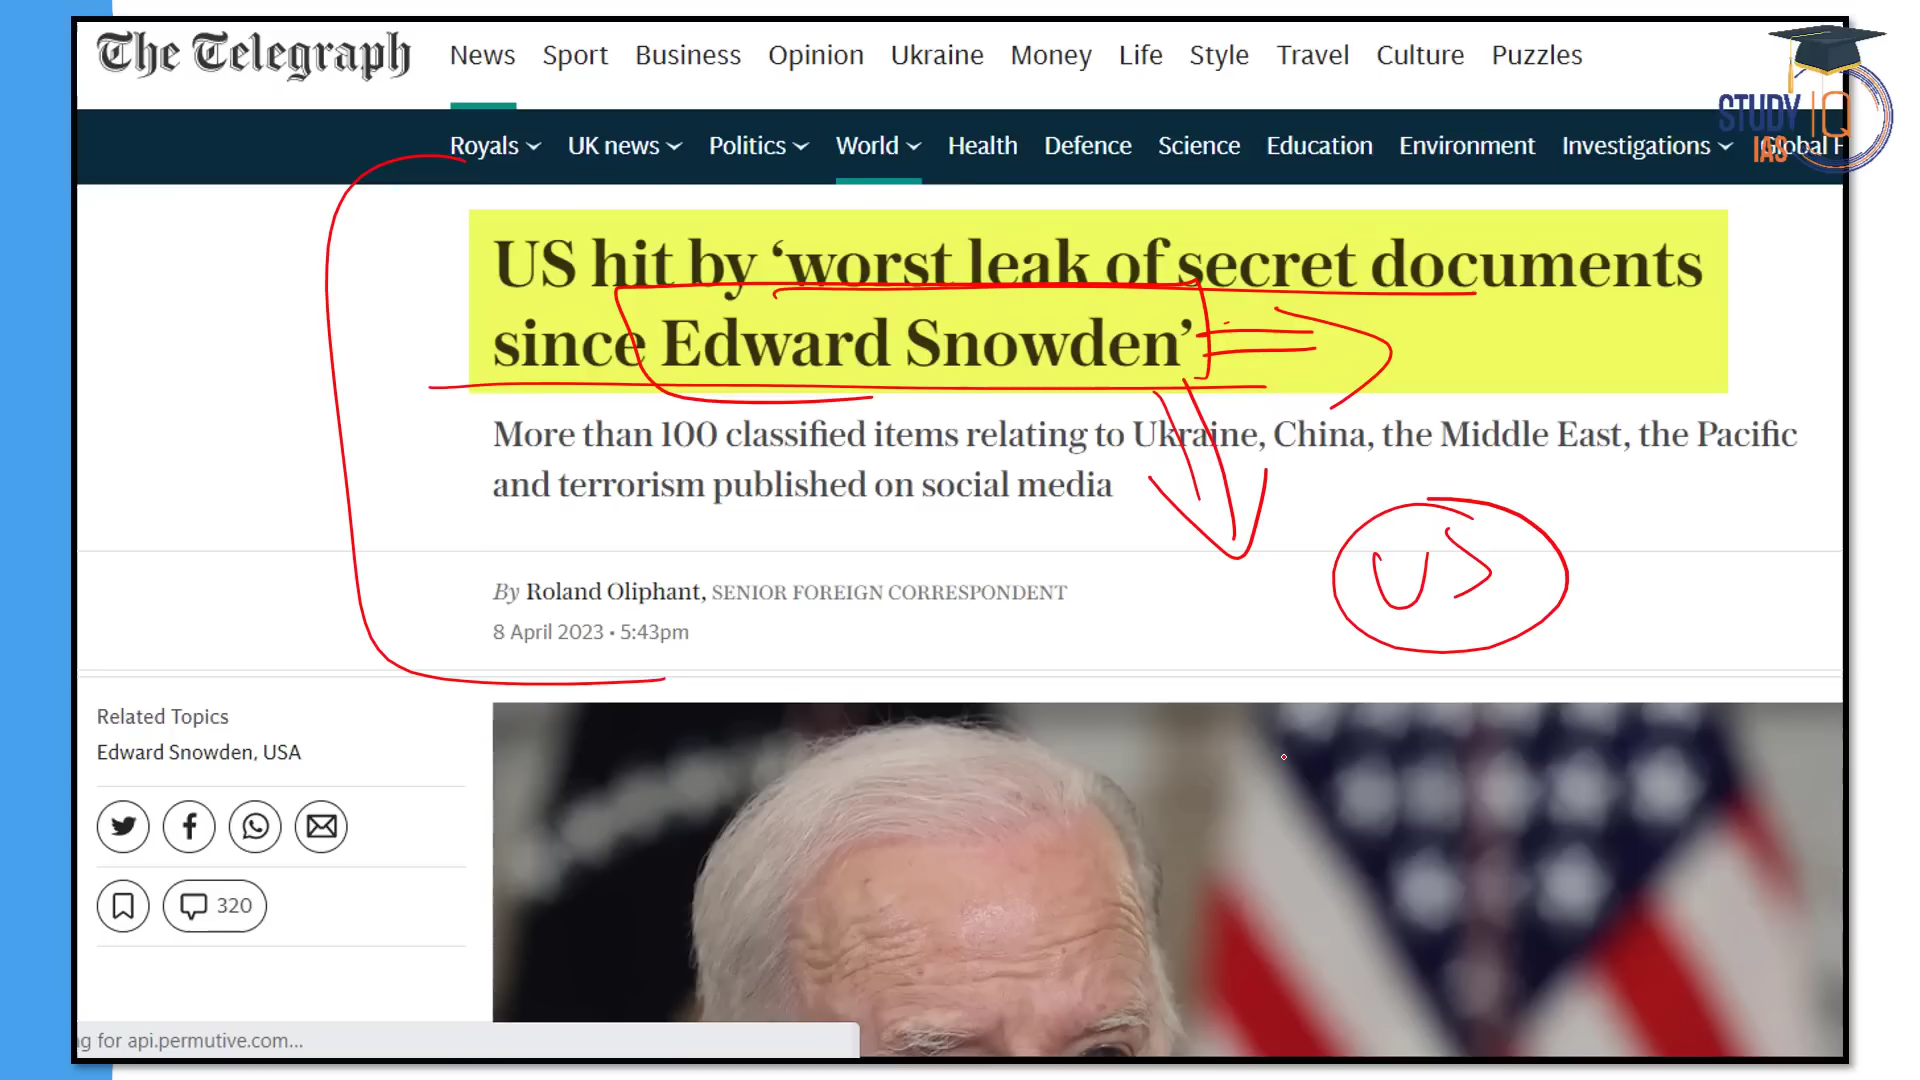 The Telegraph
News Sport Business Opinion Ukraine Money Life Style Travel Culture Puzzles
STUDY IQ
IAS
Royals UK news Politics World Health Defence Science Education Environment Investigations Global H
US hit by ‘worst leak of secret documents
since Edward Snowden’
More than 100 classified items relating to Ukraine, China, the Middle East, the Pacific
and terrorism published on social media
US
By Roland Oliphant, SENIOR FOREIGN CORRESPONDENT
8 April 2023 • 5:43pm
Related Topics
Edward Snowden, USA
320
ng for api.permutive.com...